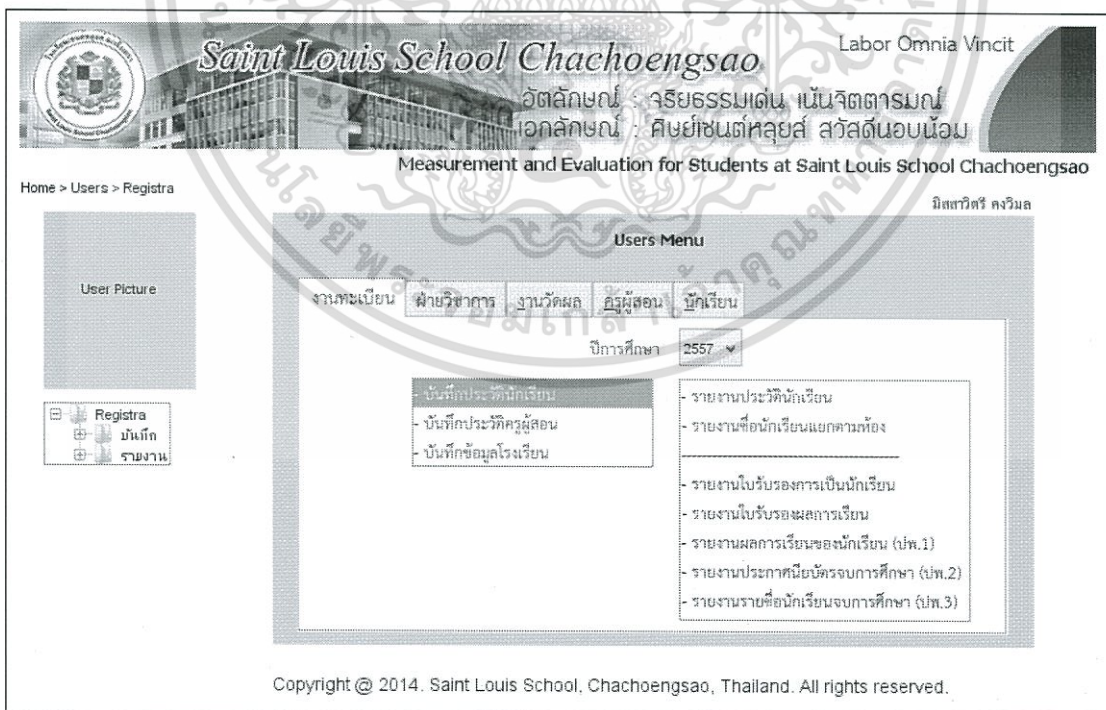 Saint Louis School Chachoengsao
Labor Omnia Vincit
อัตลักษณ์ : จริยธรรมเด่น เน้นจิตตารมณ์
เอกลักษณ์ : ศิษย์เซนต์หลุยส์ สวัสดีนอบน้อม
Measurement and Evaluation for Students at Saint Louis School Chachoengsao
Home > Users > Registra
มิสสาวิตรี คงวิมล
User Picture
Users Menu
งานทะเบียน ฝ่ายวิชาการ งานวัดผล ครูผู้สอน นักเรียน
ปีการศึกษา 2557
Registra
บันทึก
รายงาน
- บันทึกประวัตินักเรียน
- บันทึกประวัติครูผู้สอน
- บันทึกข้อมูลโรงเรียน
- รายงานประวัตินักเรียน
- รายงานชื่อนักเรียนแยกตามห้อง
- รายงานใบรับรองการเป็นนักเรียน
- รายงานใบรับรองผลการเรียน
- รายงานผลการเรียนของนักเรียน (ปพ.1)
- รายงานประกาศนียบัตรจบการศึกษา (ปพ.2)
- รายงานรายชื่อนักเรียนจบการศึกษา (ปพ.3)
Copyright @ 2014. Saint Louis School, Chachoengsao, Thailand. All rights reserved.